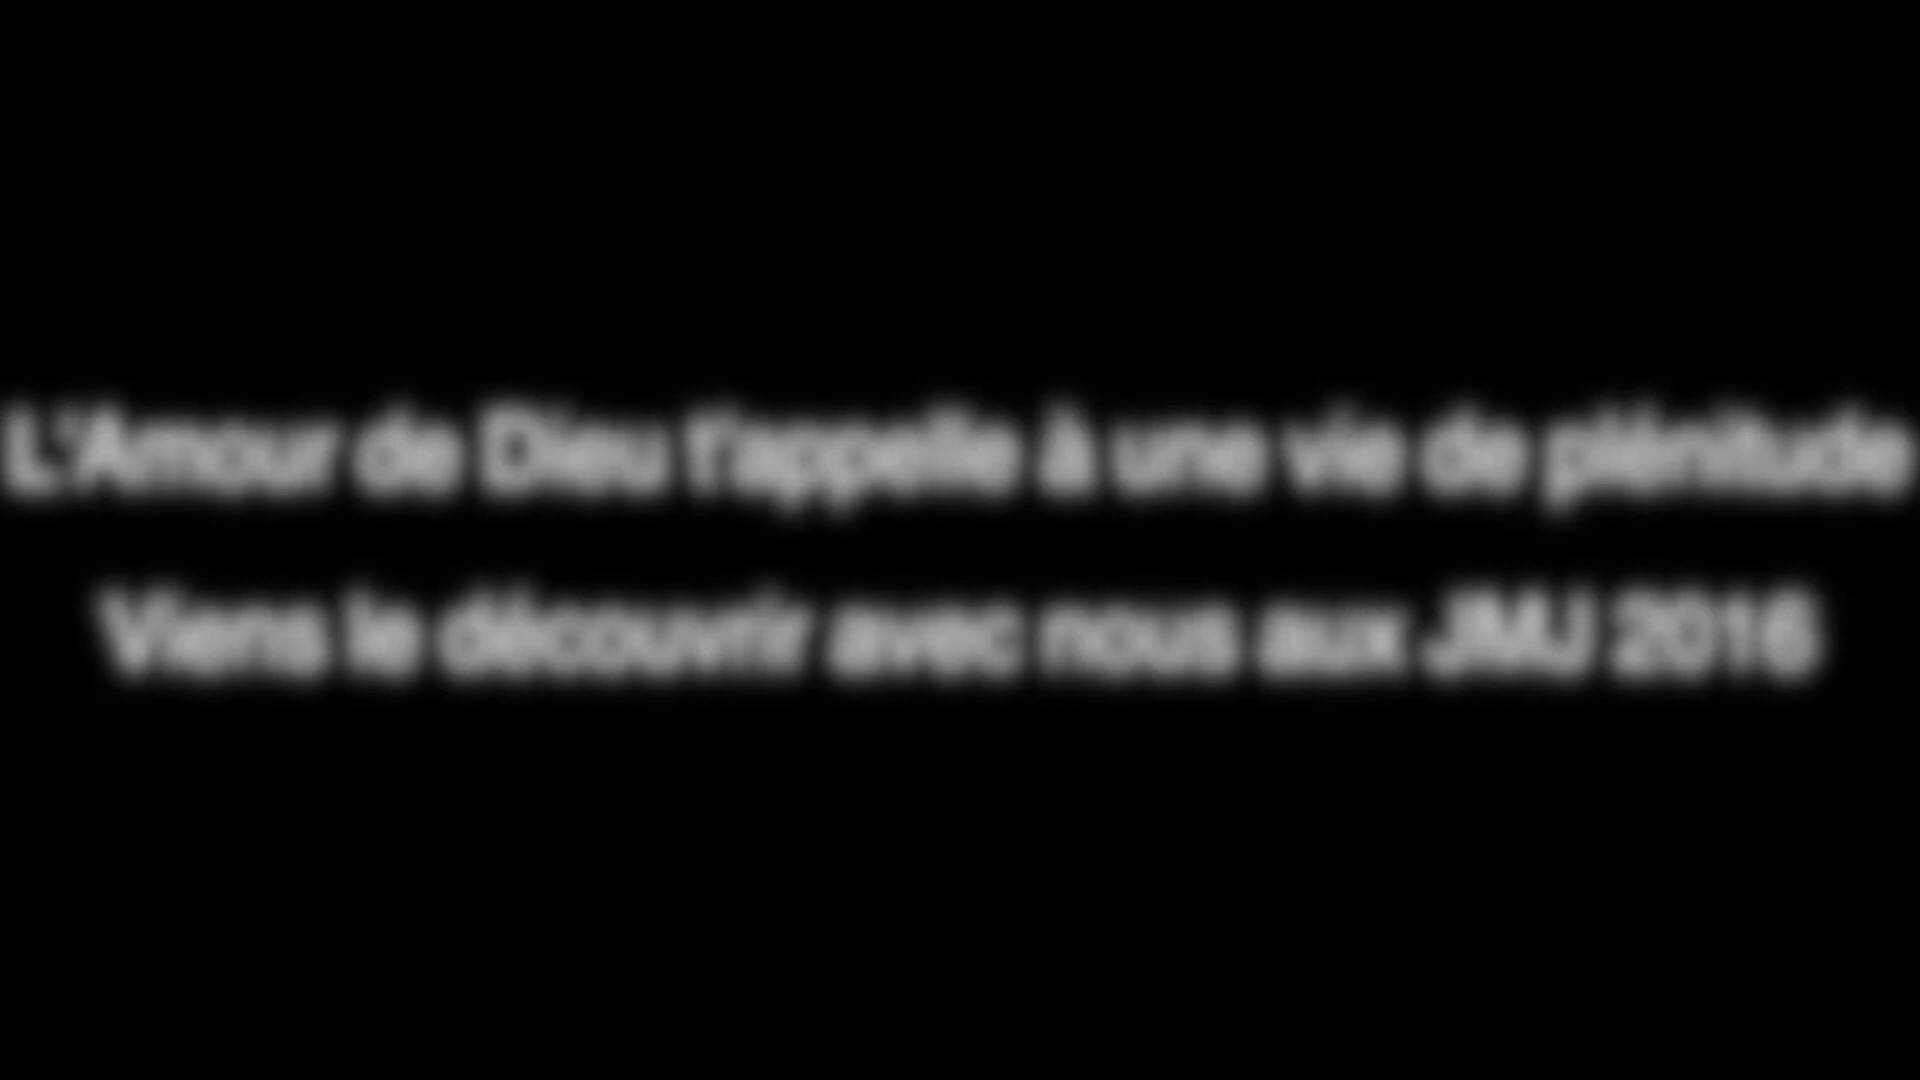 L'Amour de Dieu t'appelle à une vie de plénitude
Viens le découvrir avec nous aux JMJ 2016